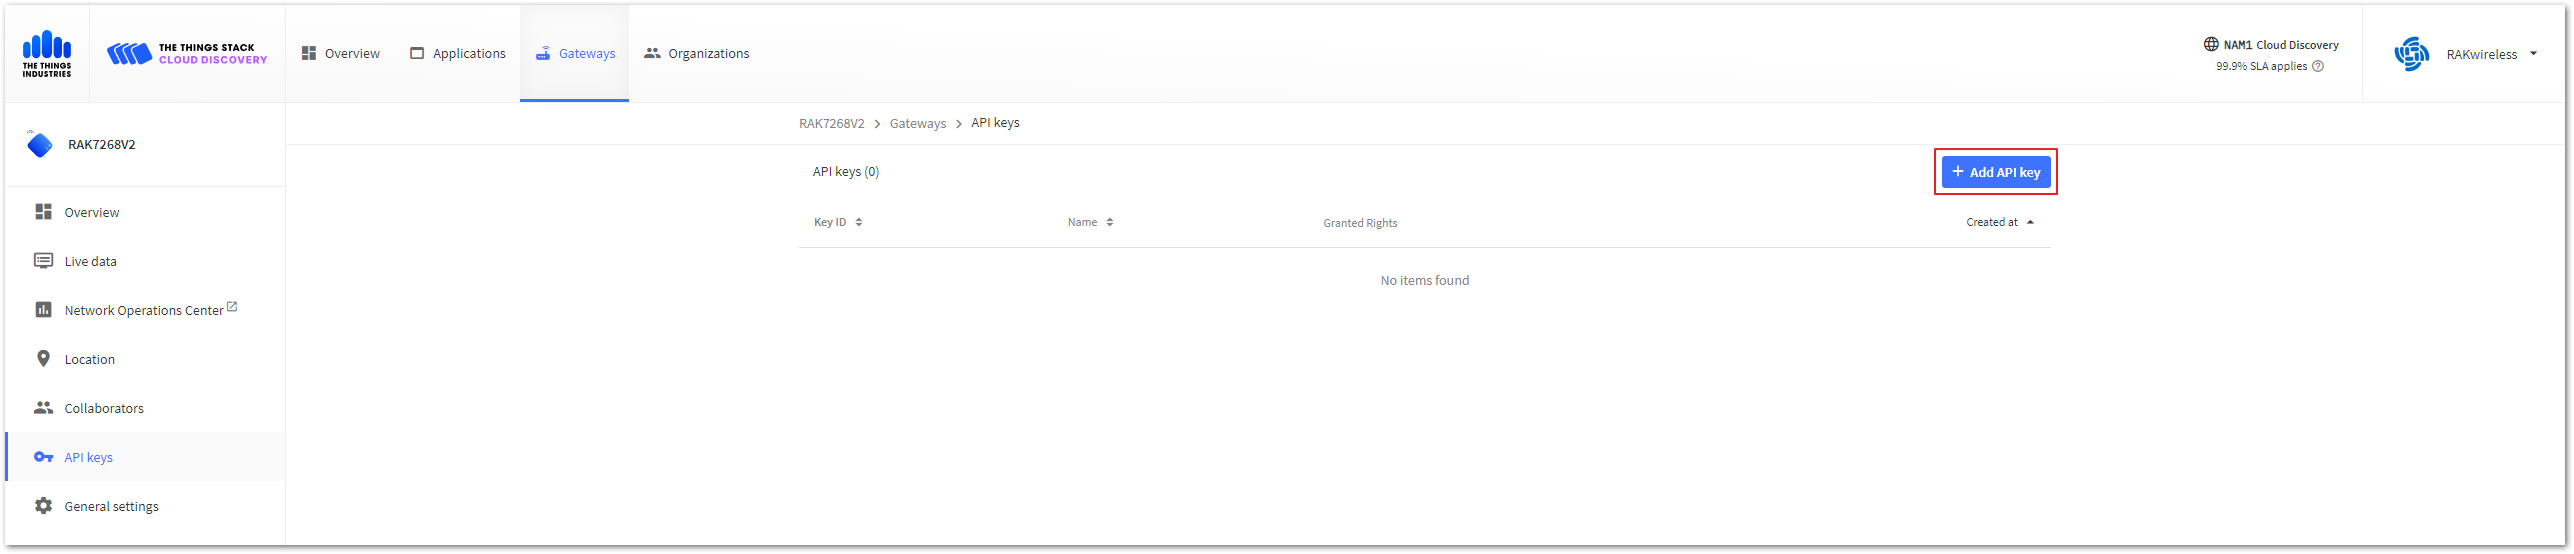 THE THINGS
INDUSTRIES
THE THINGS STACK
CLOUD DISCOVERY
Overview
Applications
Gateways
Organizations
NAM1 Cloud Discovery
99.9% SLA applies
RAKwireless
RAK7268V2
Overview
Live data
Network Operations Center
Location
Collaborators
API keys
General settings
RAK7268V2 > Gateways > API keys
API keys (0)
+ Add API key
Key ID Name Granted Rights Created at
No items found